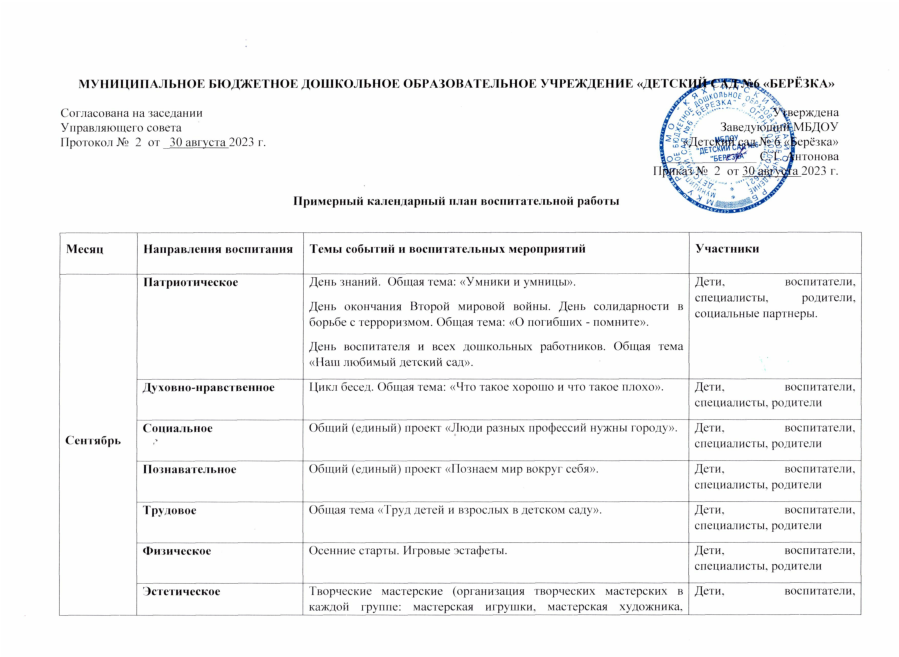 МУНИЦИПАЛЬНОЕ БЮДЖЕТНОЕ ДОШКОЛЬНОЕ ОБРАЗОВАТЕЛЬНОЕ УЧРЕЖДЕНИЕ «ДЕТСКИЙ САД №6 «БЕРЁЗКА»
Согласована на заседании
Управляющего совета
Протокол № 2 от _30 августа 2023 г.
Утверждена
Заведующий МБДОУ
«Детский сад № 6 «Берёзка»
С.Г. Антонова
Приказ № 2 от 30 августа 2023 г.
МБДОУ
"ДЕТСКИЙ САД №6
"БЕРЕЗКА"
Примерный календарный план воспитательной работы
Месяц Направления воспитания Темы событий и воспитательных мероприятий Участники
Сентябрь
Патриотическое
День знаний. Общая тема: «Умники и умницы».
День окончания Второй мировой войны. День солидарности в
борьбе с терроризмом. Общая тема: «О погибших - помните».
День воспитателя и всех дошкольных работников. Общая тема
«Наш любимый детский сад».
Дети, воспитатели,
специалисты, родители,
социальные партнеры.
Духовно-нравственное
Цикл бесед. Общая тема: «Что такое хорошо и что такое плохо».
Дети, воспитатели,
специалисты, родители
Социальное
Общий (единый) проект «Люди разных профессий нужны городу».
Дети, воспитатели,
специалисты, родители
Познавательное
Общий (единый) проект «Познаем мир вокруг себя».
Дети, воспитатели,
специалисты, родители
Трудовое
Общая тема «Труд детей и взрослых в детском саду».
Дети, воспитатели,
специалисты, родители
Физическое
Осенние старты. Игровые эстафеты.
Дети, воспитатели,
специалисты, родители
Эстетическое
Творческие мастерские (организация творческих мастерских в
каждой группе: мастерская игрушки, мастерская художника,
Дети, воспитатели,